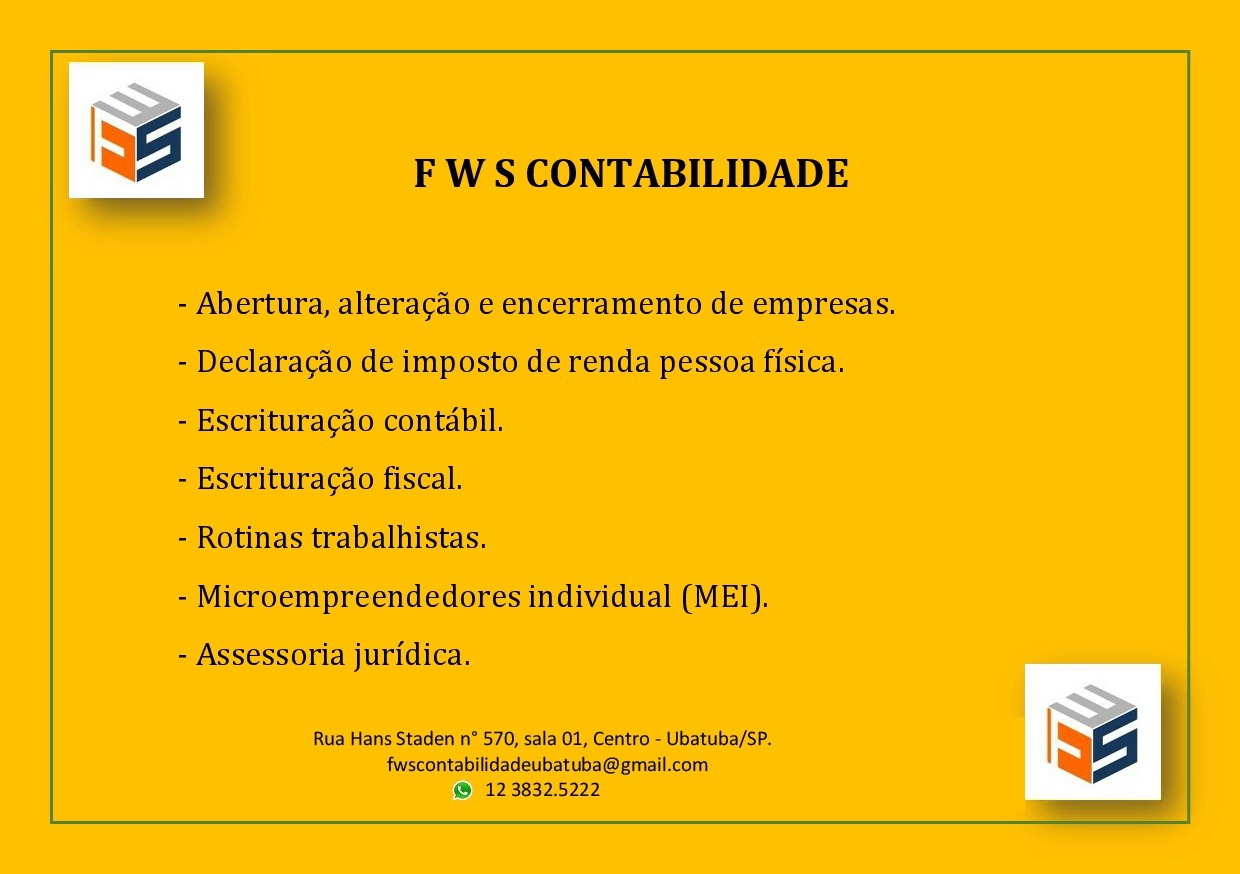 F W S CONTABILIDADE
- Abertura, alteração e encerramento de empresas.
- Declaração de imposto de renda pessoa física.
- Escrituração contábil.
- Escrituração fiscal.
- Rotinas trabalhistas.
- Microempreendedores individual (MEI).
- Assessoria jurídica.
Rua Hans Staden n° 570, sala 01, Centro - Ubatuba/SP.
fwscontabilidadeubatuba@gmail.com
12 3832.5222